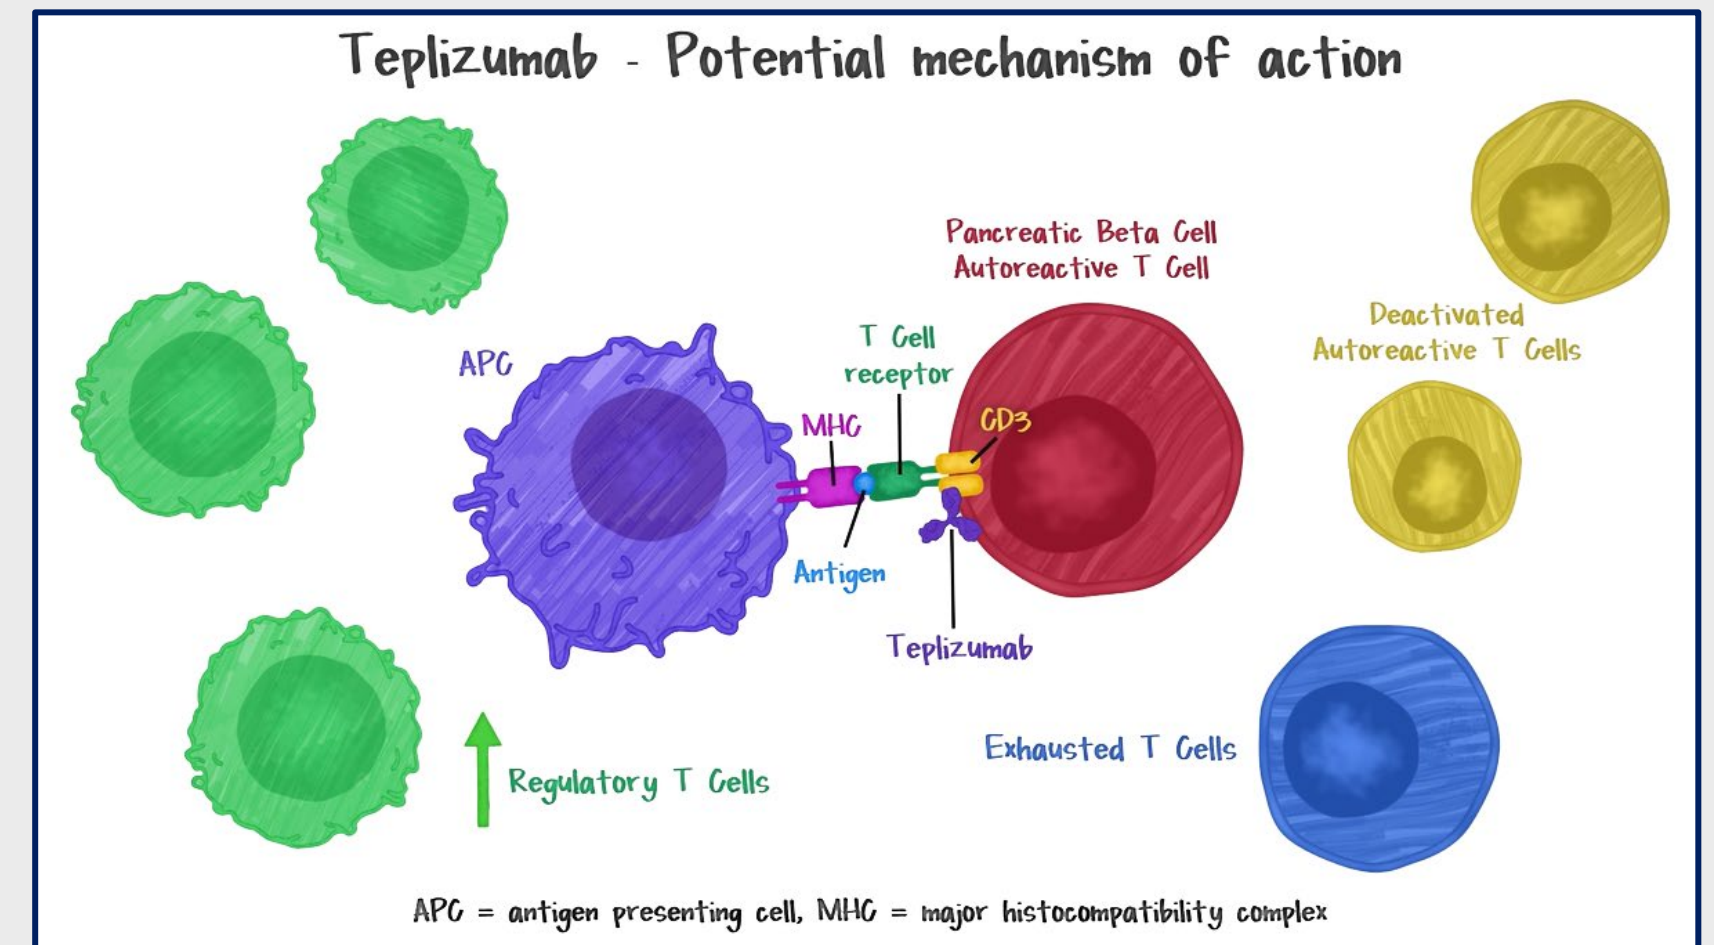 Teplizumab - Potential mechanism of action
Pancreatic Beta Cell
Autoreactive T Cell
Deactivated
Autoreactive T Cells
APC
T Cell
receptor
MHC
CD3
Antigen
Teplizumab
Exhausted T Cells
Regulatory T Cells
APC = antigen presenting cell, MHC = major histocompatibility complex